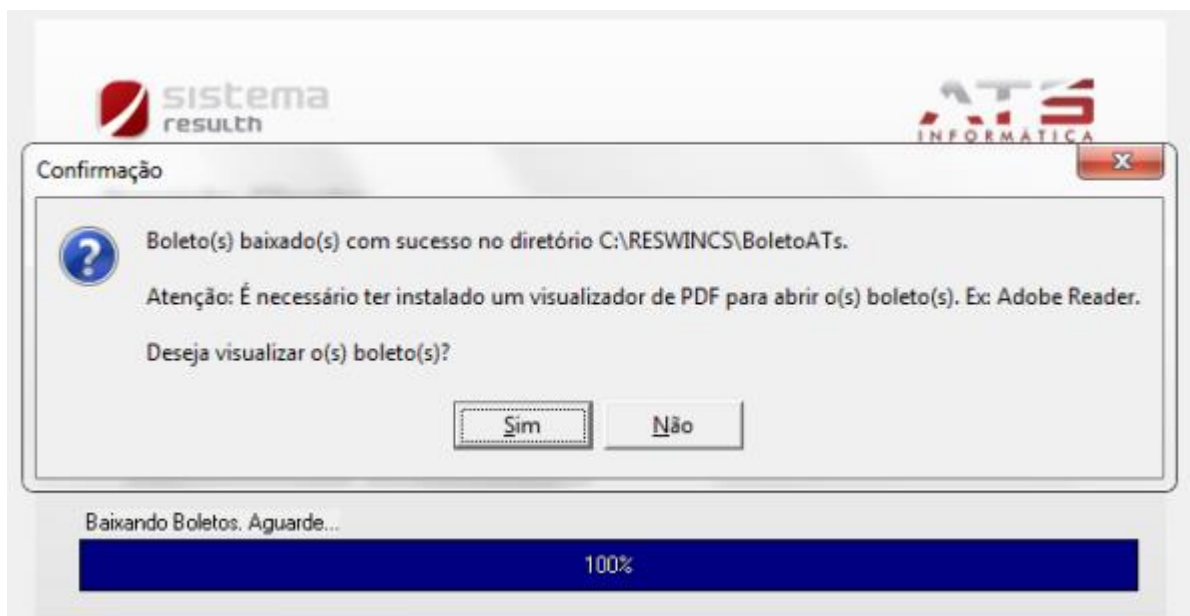 sistema
resulth
ATS
INFORMÁTICA
Confirmação
Boleto(s) baixado(s) com sucesso no diretório C:\RESWINCS\BoletoATs.
Atenção: É necessário ter instalado um visualizador de PDF para abrir o(s) boleto(s). Ex: Adobe Reader.
Deseja visualizar o(s) boleto(s)?
Sim
Não
Baixando Boletos. Aguarde...
100%